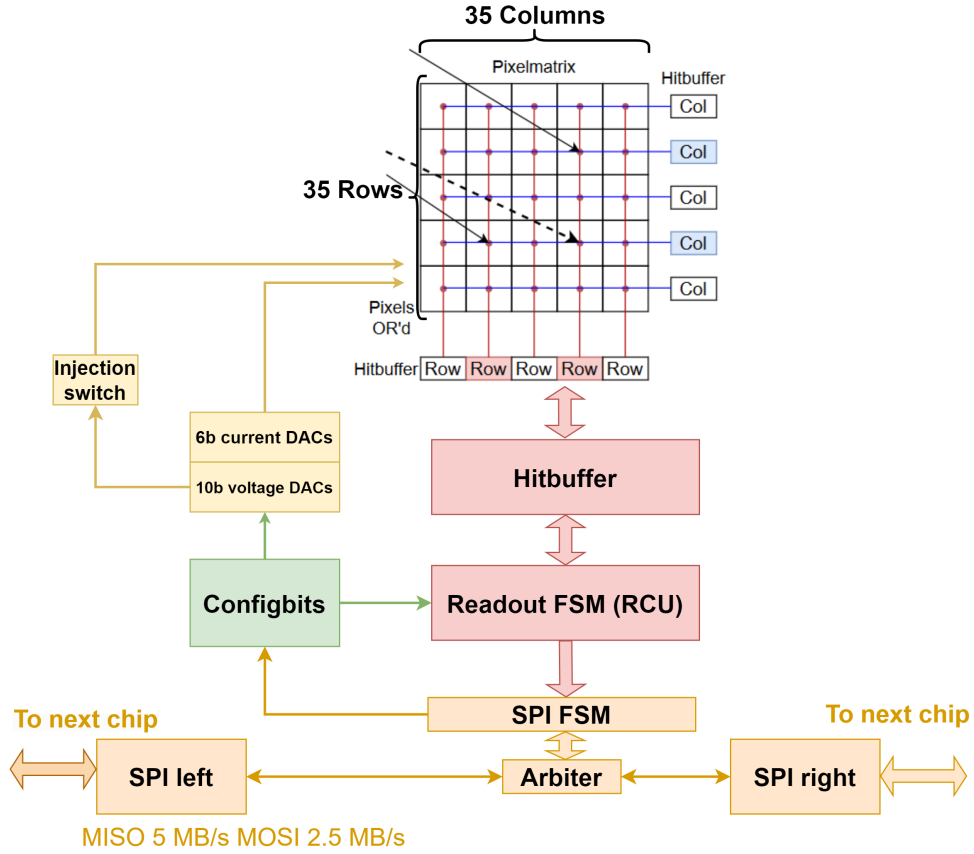 35 Columns
Pixelmatrix
Hitbuffer
Col
Col
35 Rows
Col
Col
Col
Pixels
OR'd
Hitbuffer Row Row Row Row Row
Injection
switch
6b current DACs
10b voltage DACs
Hitbuffer
Configbits
Readout FSM (RCU)
SPI FSM
To next chip
To next chip
SPI left
Arbiter
SPI right
MISO 5 MB/s MOSI 2.5 MB/s